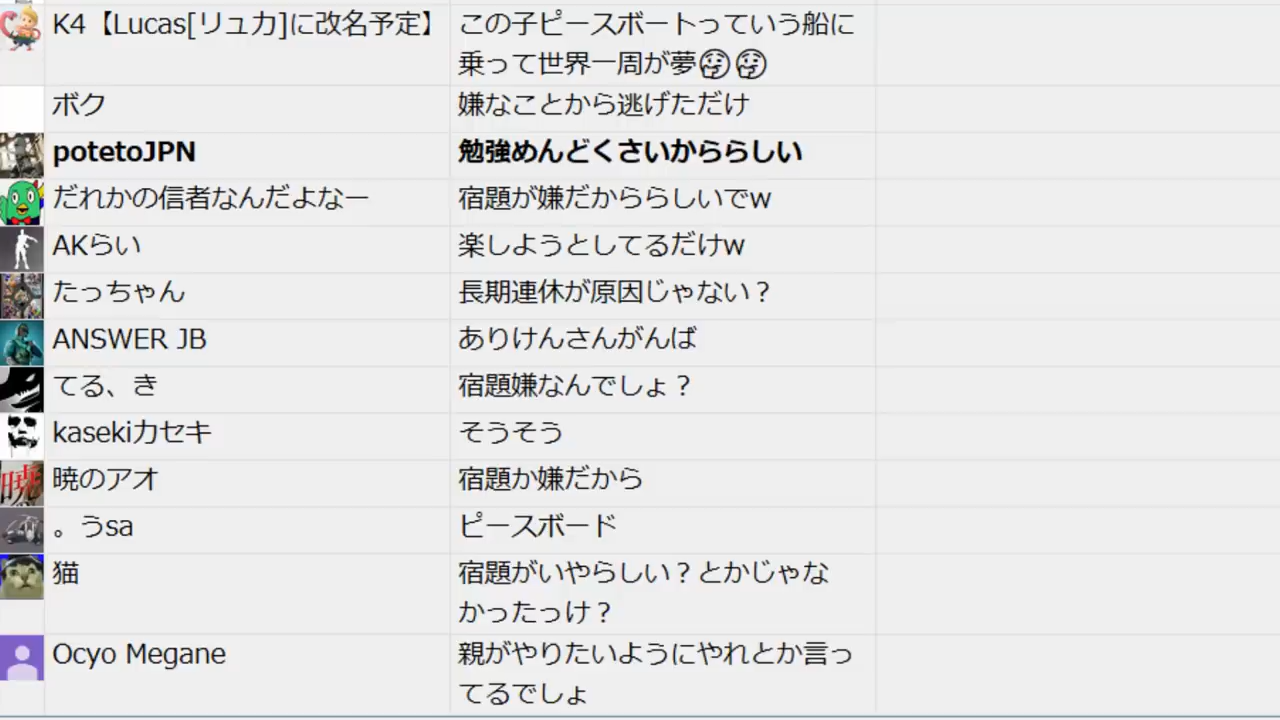 K4【Lucas[リュカ]に改名予定】 この子ピースボートっていう船に
乗って世界一周が夢🤔🤔
ボク 嫌なことから逃げただけ
potetoJPN 勉強めんどくさいかららしい
だれかの信者なんだよなー 宿題が嫌だかららしいでw
AKらい 楽しようとしてるだけw
たっちゃん 長期連休が原因じゃない？
ANSWER JB ありけんさんがんば
てる、き 宿題嫌なんでしょ？
kasekiカセキ そうそう
暁のアオ 宿題か嫌だから
。うsa ピースボード
猫 宿題がいやらしい？とかじゃな
かったっけ？
Ocyo Megane 親がやりたいようにやれとか言っ
てるでしょ